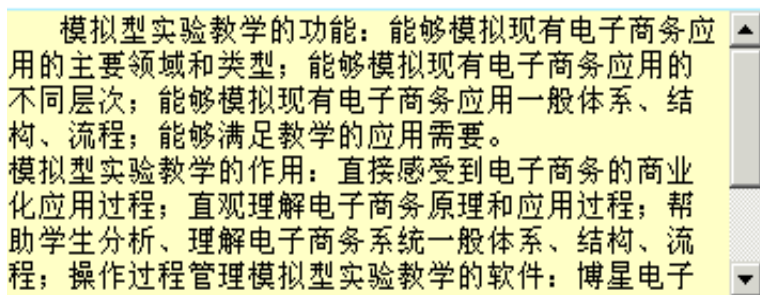 模拟型实验教学的功能：能够模拟现有电子商务应
用的主要领域和类型；能够模拟现有电子商务应用的
不同层次；能够模拟现有电子商务应用一般体系、结
构、流程；能够满足教学的应用需要。
模拟型实验教学的作用：直接感受到电子商务的商业
化应用过程；直观理解电子商务原理和应用过程；帮
助学生分析、理解电子商务系统一般体系、结构、流
程；操作过程管理模拟型实验教学的软件：博星电子